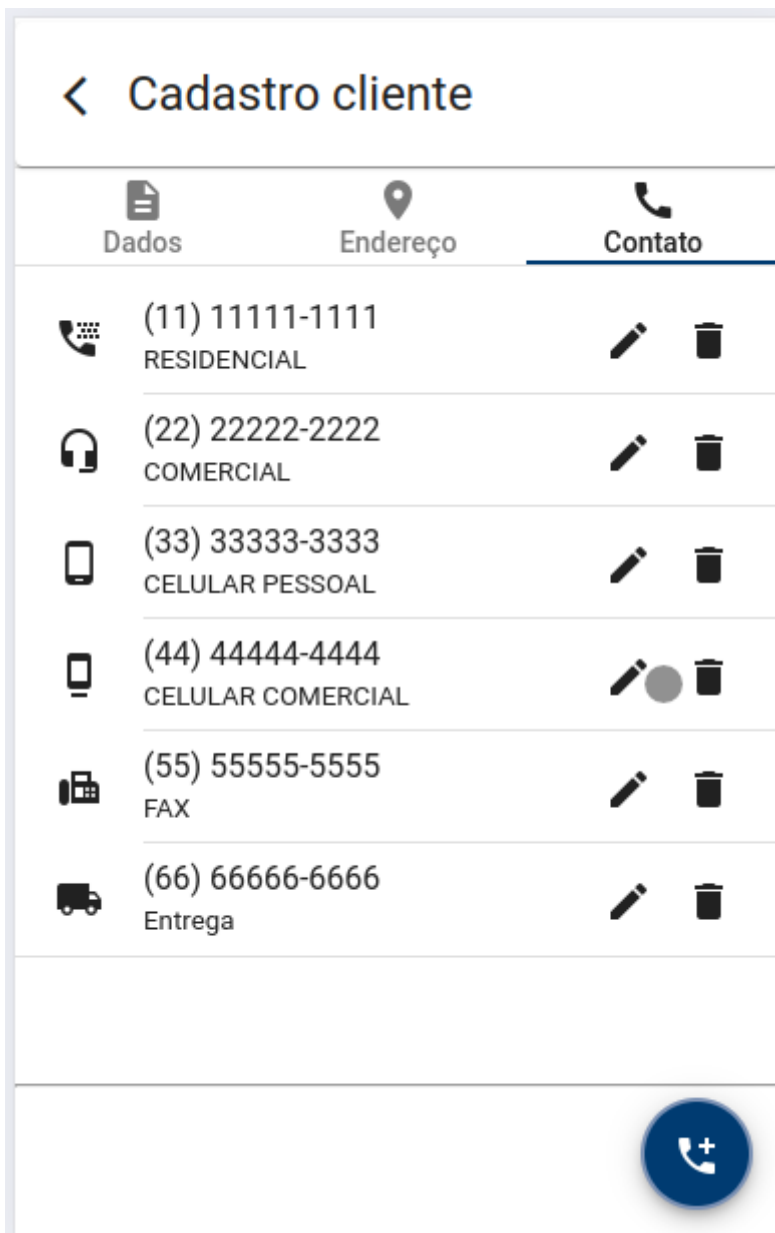 Cadastro cliente
Dados
Endereço
Contato
(11) 11111-1111
RESIDENCIAL
(22) 22222-2222
COMERCIAL
(33) 33333-3333
CELULAR PESSOAL
(44) 44444-4444
CELULAR COMERCIAL
(55) 55555-5555
FAX
(66) 66666-6666
Entrega